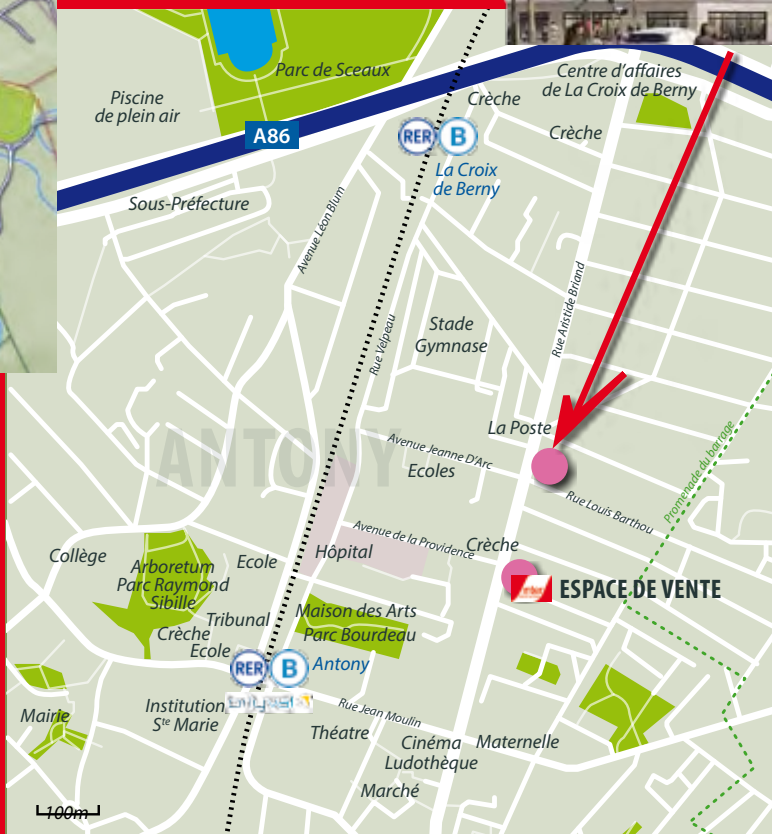 Parc de Sceaux
Centre d'affaires
de La Croix de Berny
Piscine
de plein air
Crèche
A86
RER B
Crèche
La Croix
de Berny
Sous-Préfecture
Avenue Léon Blum
Rue Aristide Briand
Stade
Gymnase
Rue Velpeau
La Poste
ANTONY
Avenue Jeanne D'Arc
Ecoles
Promenade du barrage
Rue Louis Barthou
Avenue de la Providence
Crèche
Collège
Arboretum
Parc Raymond
Sibille
Ecole
Hôpital
ESPACE DE VENTE
Tribunal
Maison des Arts
Crèche
Parc Bourdeau
Ecole
RER B
Antony
Institution
Ste Marie
Rue Jean Moulin
Mairie
Théatre
Cinéma
Ludothèque
Maternelle
Marché
100m